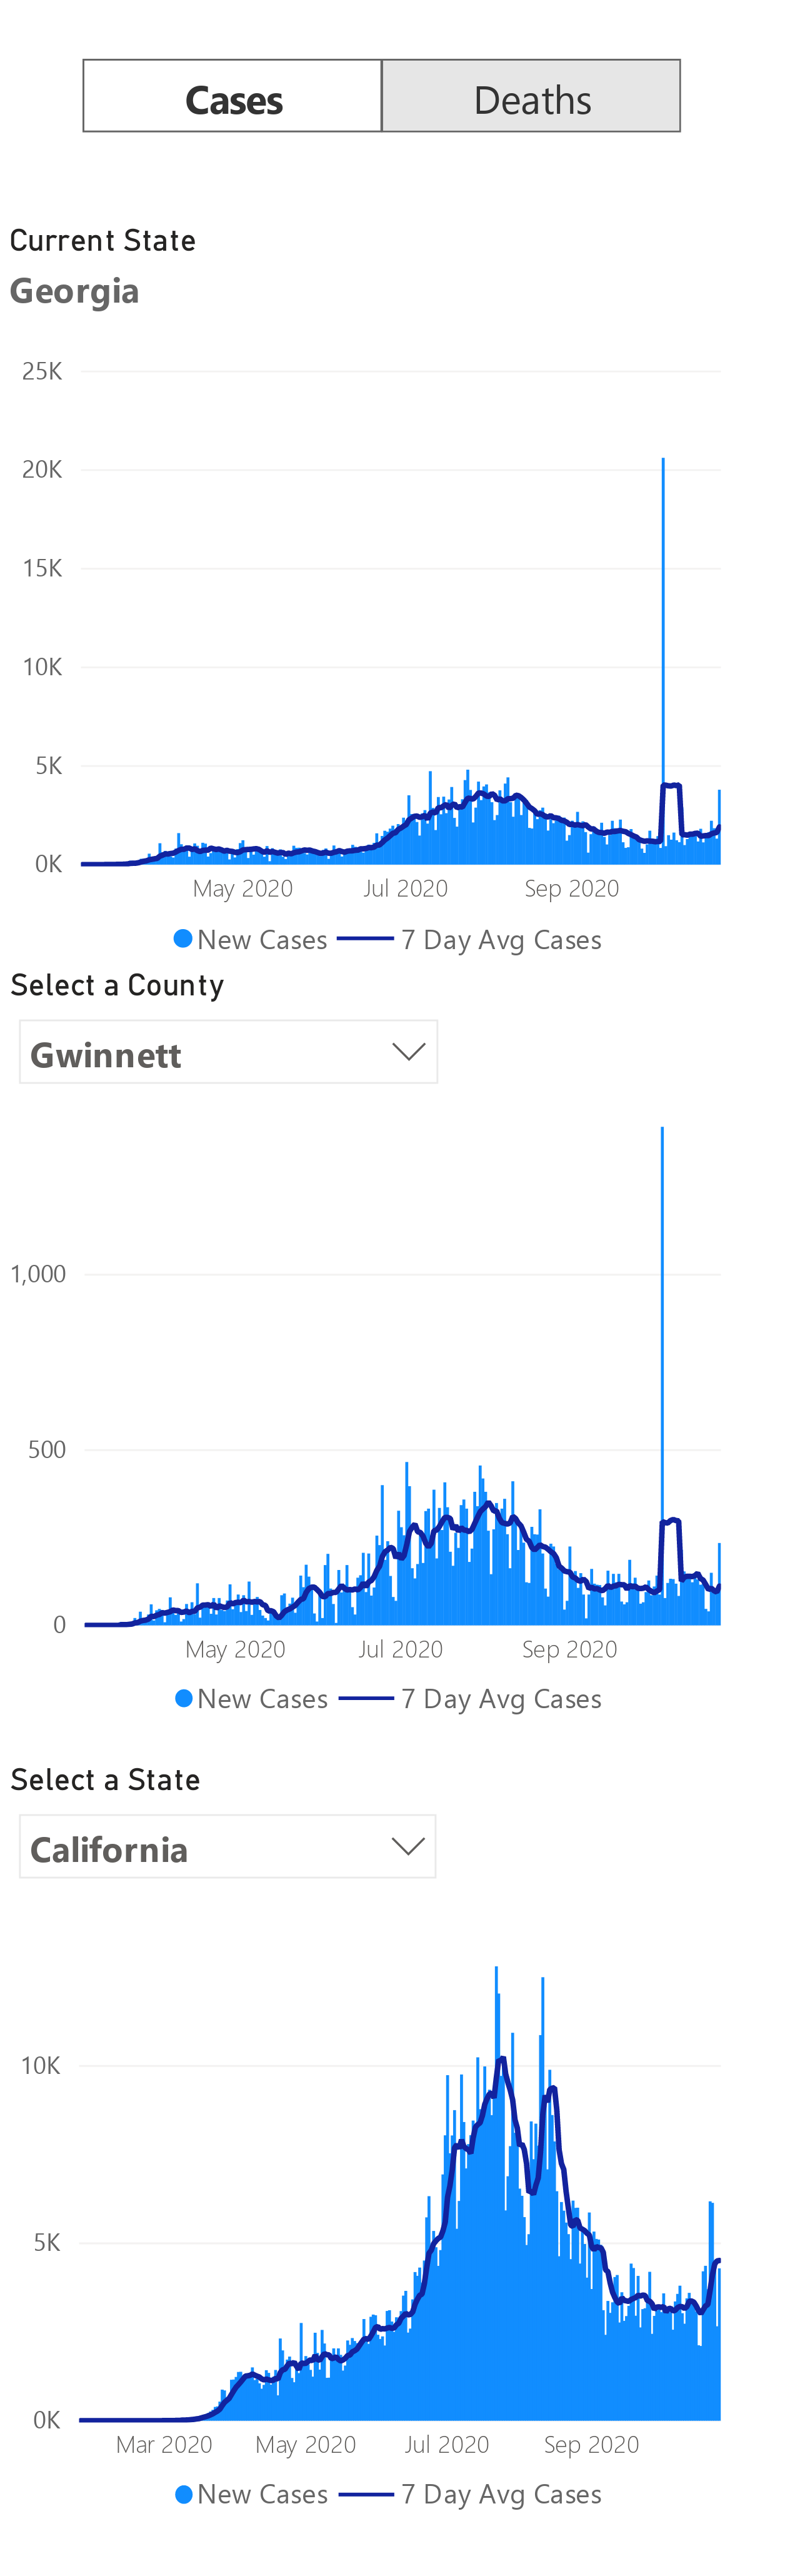 Cases Deaths
Current State
Georgia
25K
20K
15K
10K
5K
0K
May 2020 Jul 2020 Sep 2020
New Cases 7 Day Avg Cases
Select a County
Gwinnett
1,000
500
0
May 2020 Jul 2020 Sep 2020
New Cases 7 Day Avg Cases
Select a State
California
10K
5K
0K
Mar 2020 May 2020 Jul 2020 Sep 2020
New Cases 7 Day Avg Cases